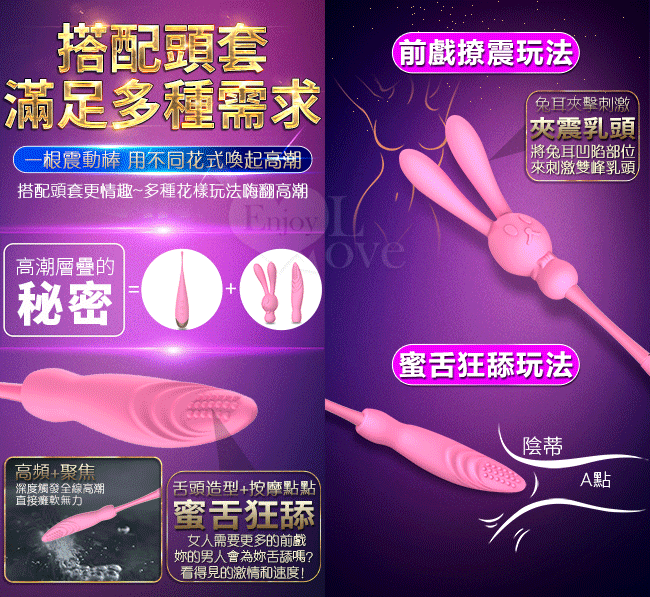 搭配頭套
滿足多種需求
一根震動棒 用不同花式喚起高潮
搭配頭套更情趣~多種花樣玩法嗨翻高潮
Enjoy Love
高潮層疊的
秘密
=
+
高頻+聚焦
深度觸發全線高潮
直接癱軟無力
舌頭造型+按摩點點
蜜舌狂舔
女人需要更多的前戲
妳的男人會為妳舌舔嗎?
看得見的激情和速度!
前戲撩震玩法
兔耳夾擊刺激
夾震乳頭
將兔耳凹陷部位
來刺激雙峰乳頭
蜜舌狂舔玩法
陰蒂
A點